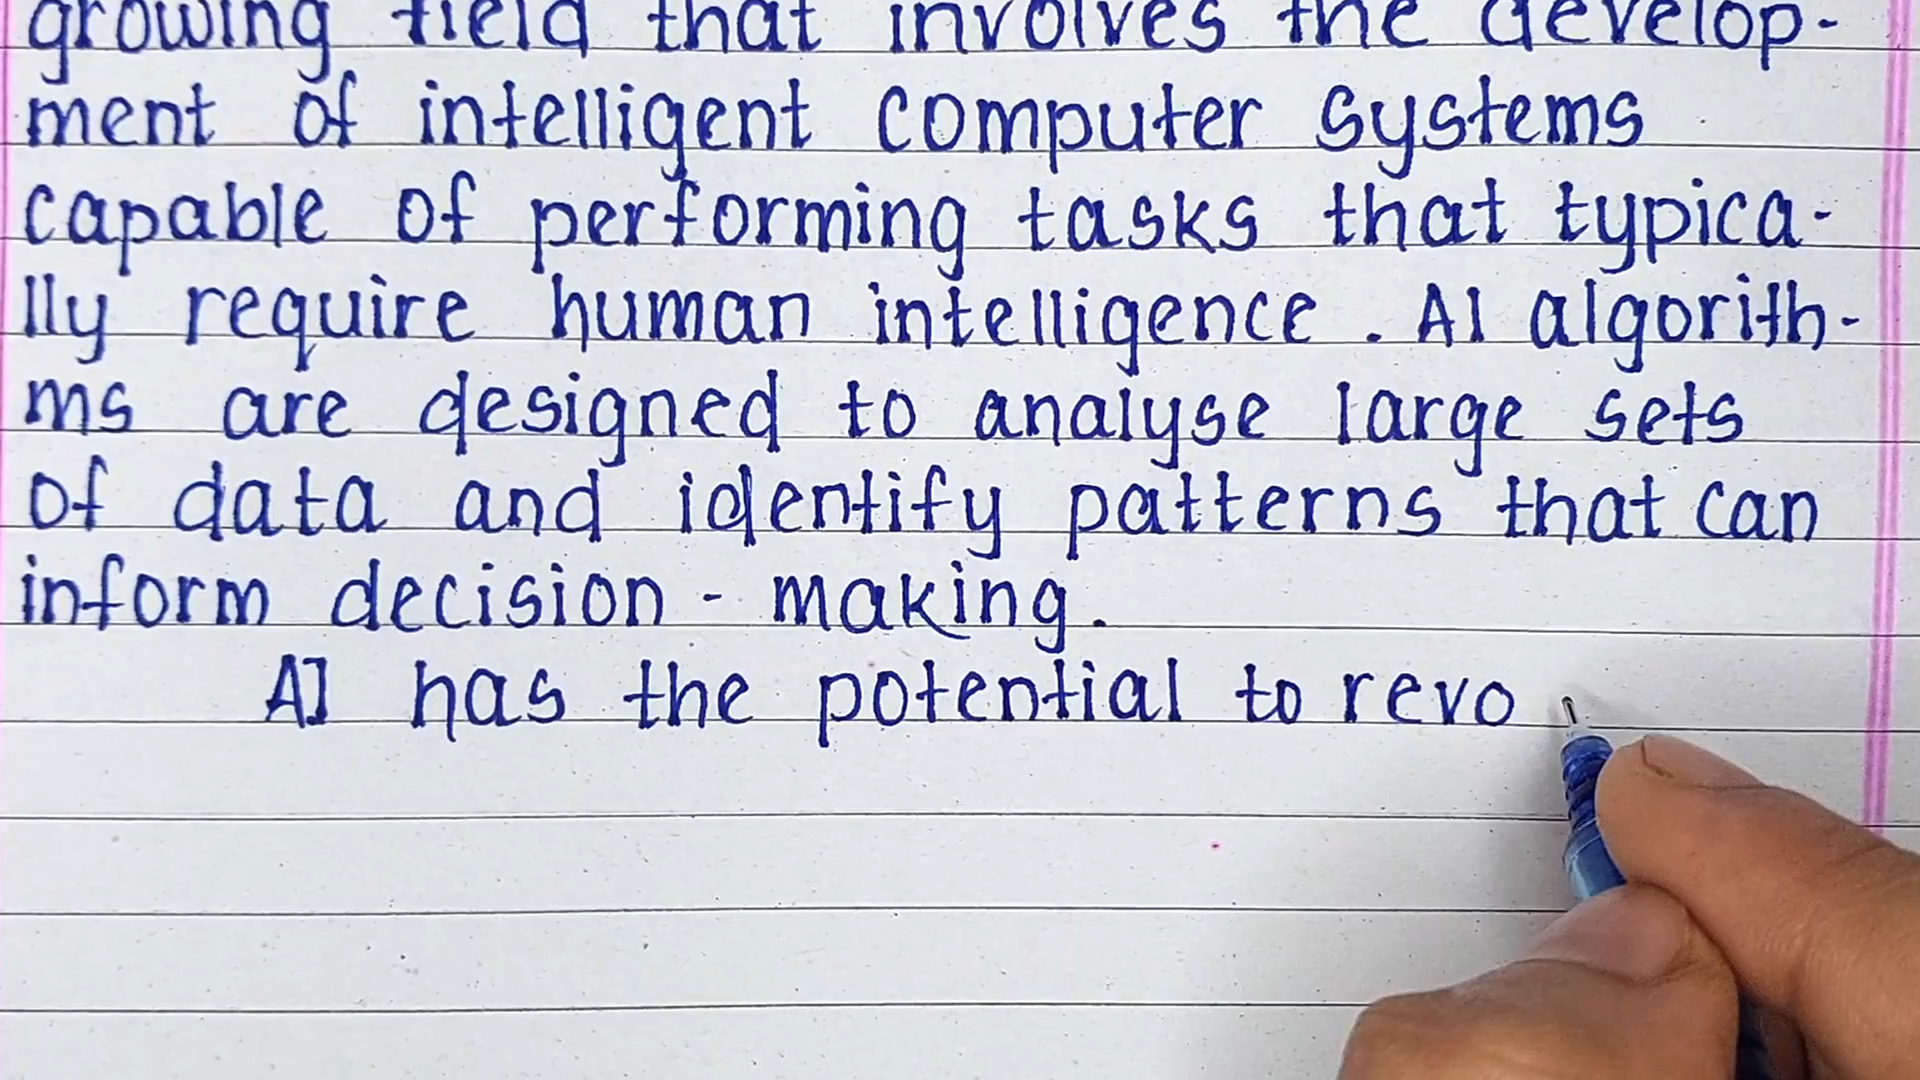 growing field that involves the develop-
ment of intelligent computer systems
capable of performing tasks that typica-
lly require human intelligence. AI algorith-
ms are designed to analyse large sets
of data and identify patterns that can
inform decision - making.
AI has the potential to revo